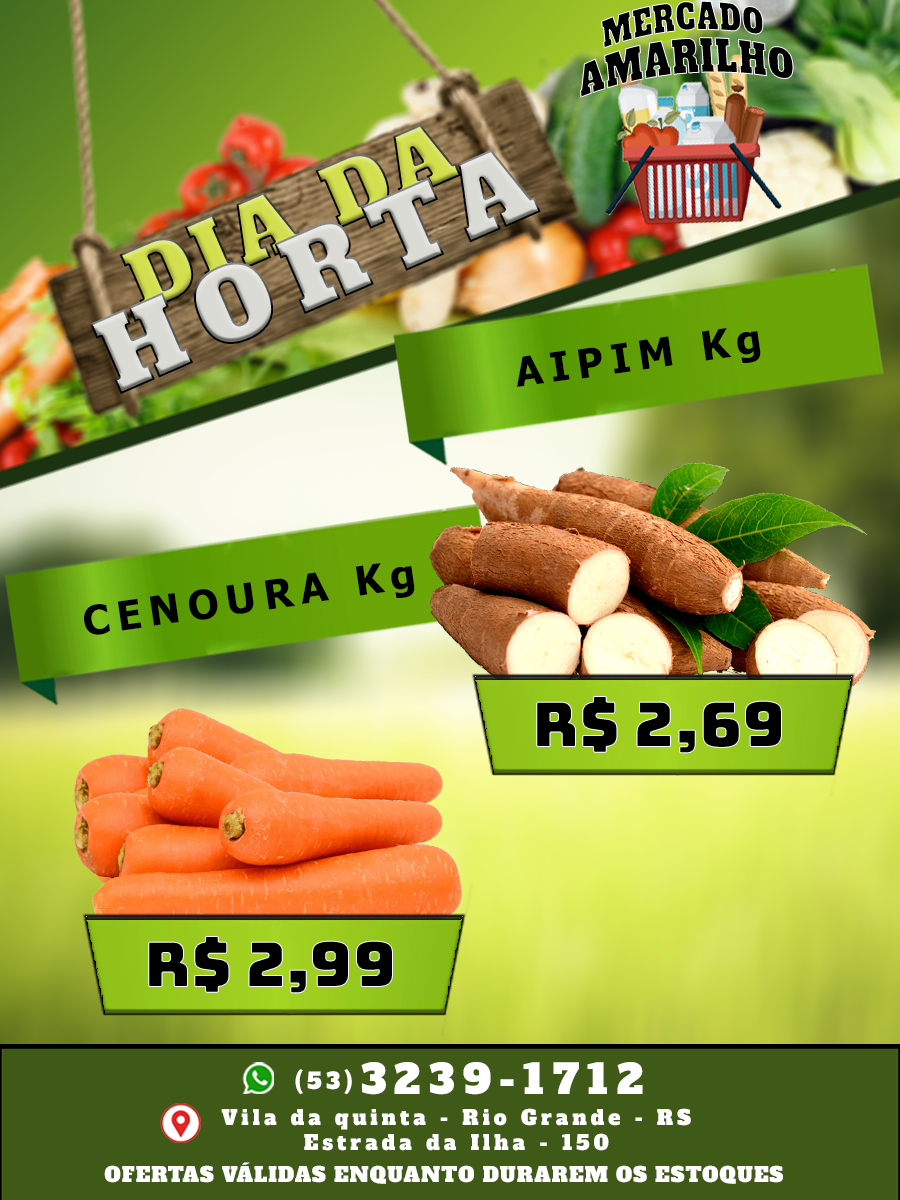 MERCADO
AMARILHO
DIA DA
HORTA
AIPIM Kg
CENOURA Kg
R$ 2,69
R$ 2,99
(53) 3239-1712
Vila da quinta - Rio Grande - RS
Estrada da Ilha - 150
OFERTAS VÁLIDAS ENQUANTO DURAREM OS ESTOQUES